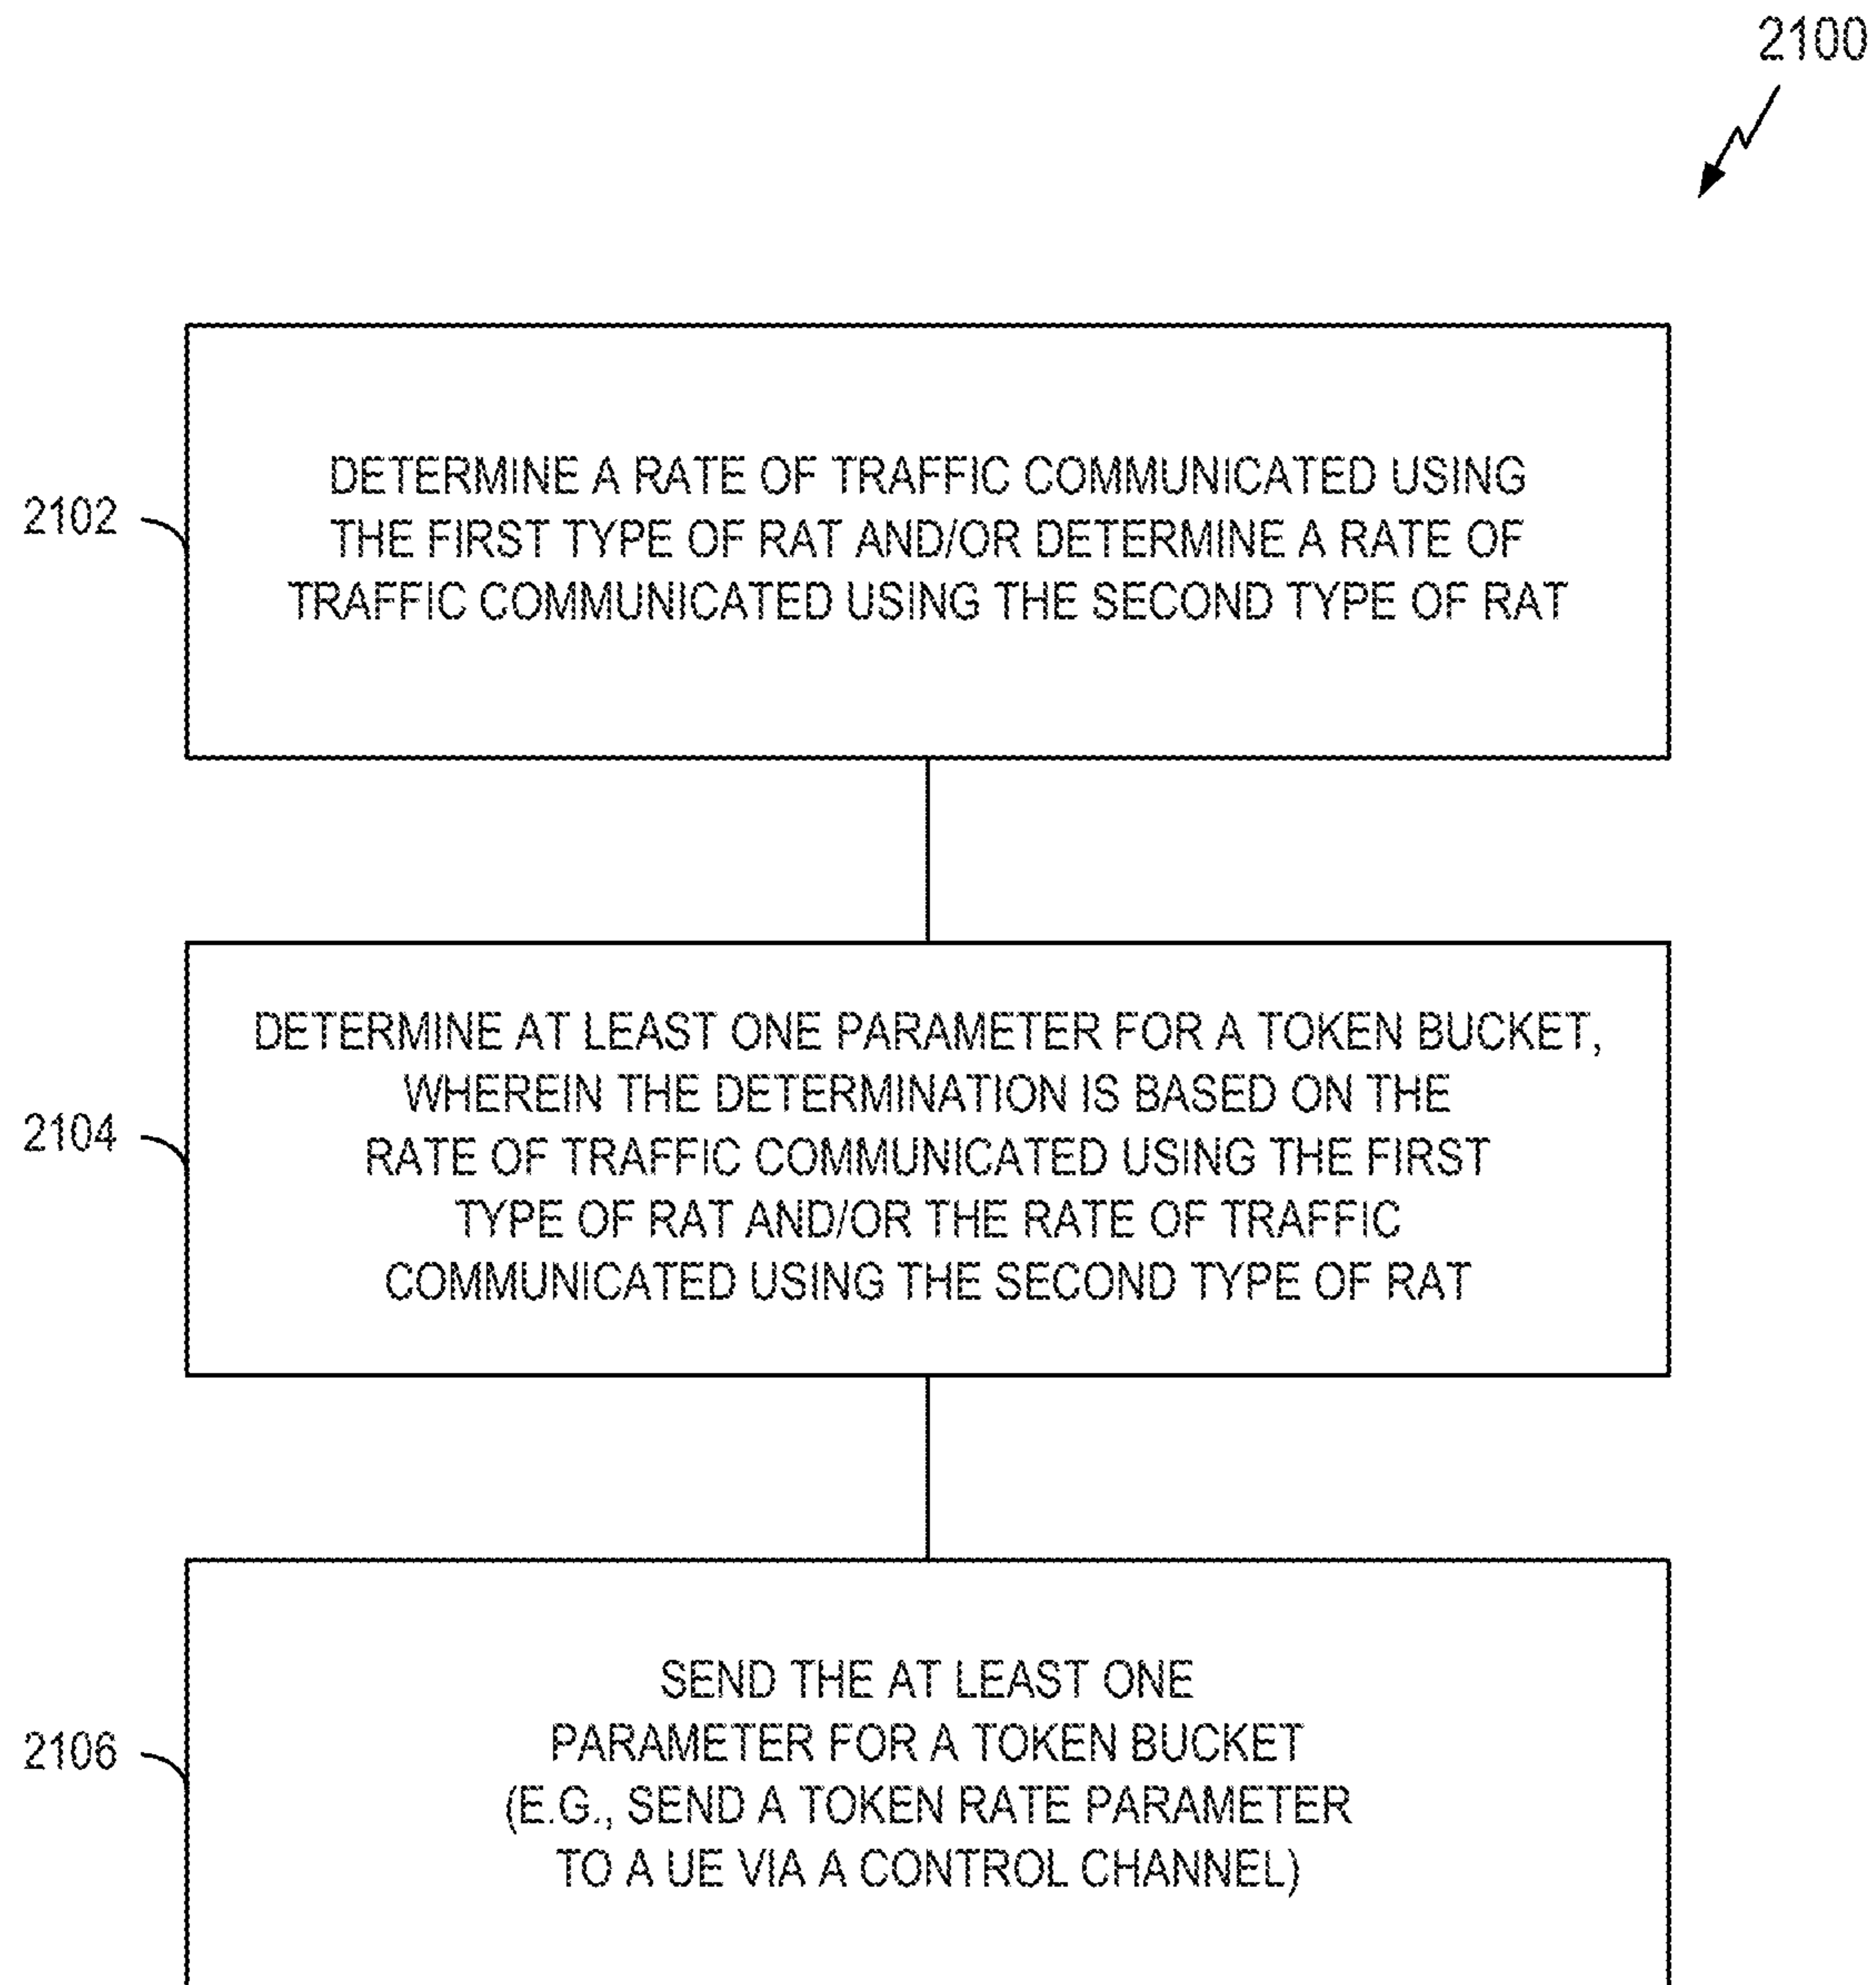 2100
2102
DETERMINE A RATE OF TRAFFIC COMMUNICATED USING
THE FIRST TYPE OF RAT AND/OR DETERMINE A RATE OF
TRAFFIC COMMUNICATED USING THE SECOND TYPE OF RAT
2104
DETERMINE AT LEAST ONE PARAMETER FOR A TOKEN BUCKET,
WHEREIN THE DETERMINATION IS BASED ON THE
RATE OF TRAFFIC COMMUNICATED USING THE FIRST
TYPE OF RAT AND/OR THE RATE OF TRAFFIC
COMMUNICATED USING THE SECOND TYPE OF RAT
2106
SEND THE AT LEAST ONE
PARAMETER FOR A TOKEN BUCKET
(E.G., SEND A TOKEN RATE PARAMETER
TO A UE VIA A CONTROL CHANNEL)